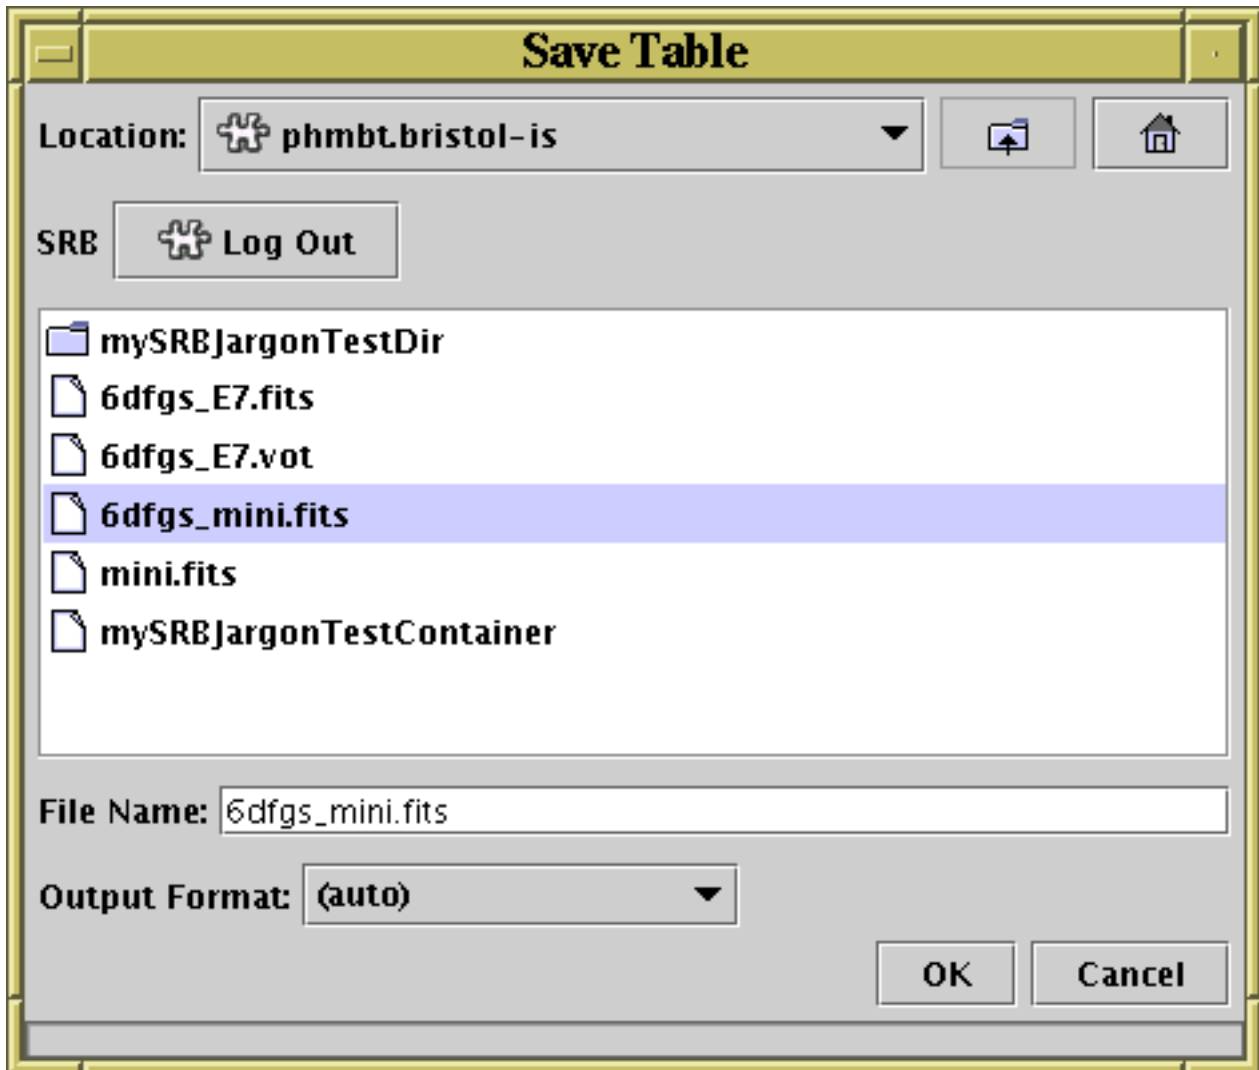 Save Table
Location: phmbt.bristol-is
SRB Log Out
mySRBJargonTestDir
6dfgs_E7.fits
6dfgs_E7.vot
6dfgs_mini.fits
mini.fits
mySRBJargonTestContainer
File Name: 6dfgs_mini.fits
Output Format: (auto)
OK Cancel